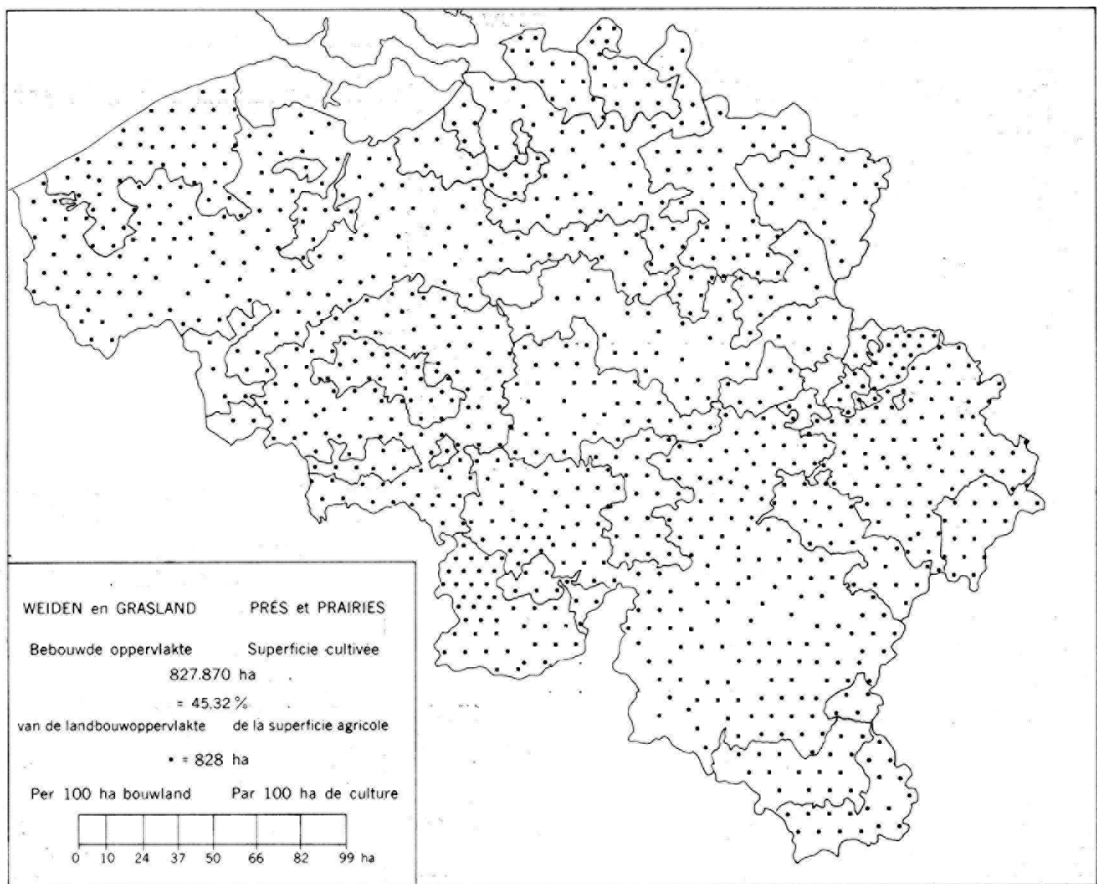 WEIDEN en GRASLAND PRÉS et PRAIRIES
Bebouwde oppervlakte Superficie cultivée
827.870 ha
= 45,32 %
van de landbouwoppervlakte de la superficie agricole
• = 828 ha
Per 100 ha bouwland Par 100 ha de culture
0 10 24 37 50 66 82 99 ha